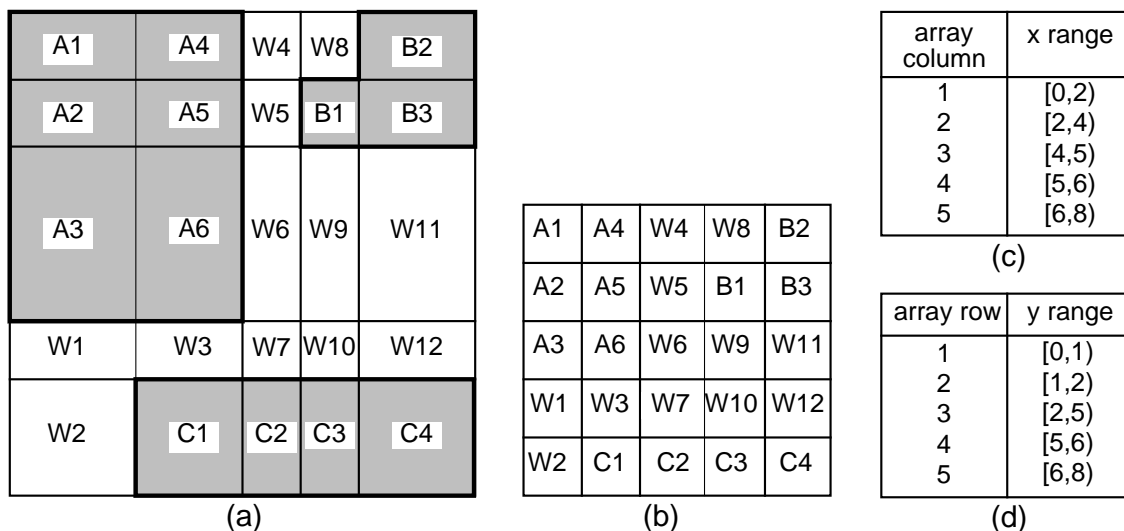 A1 A4 W4 W8 B2
A2 A5 W5 B1 B3
A3 A6 W6 W9 W11
W1 W3 W7 W10 W12
W2 C1 C2 C3 C4
(a)
A1 A4 W4 W8 B2
A2 A5 W5 B1 B3
A3 A6 W6 W9 W11
W1 W3 W7 W10 W12
W2 C1 C2 C3 C4
(b)
array column x range
1 [0,2)
2 [2,4)
3 [4,5)
4 [5,6)
5 [6,8)
(c)
array row y range
1 [0,1)
2 [1,2)
3 [2,5)
4 [5,6)
5 [6,8)
(d)